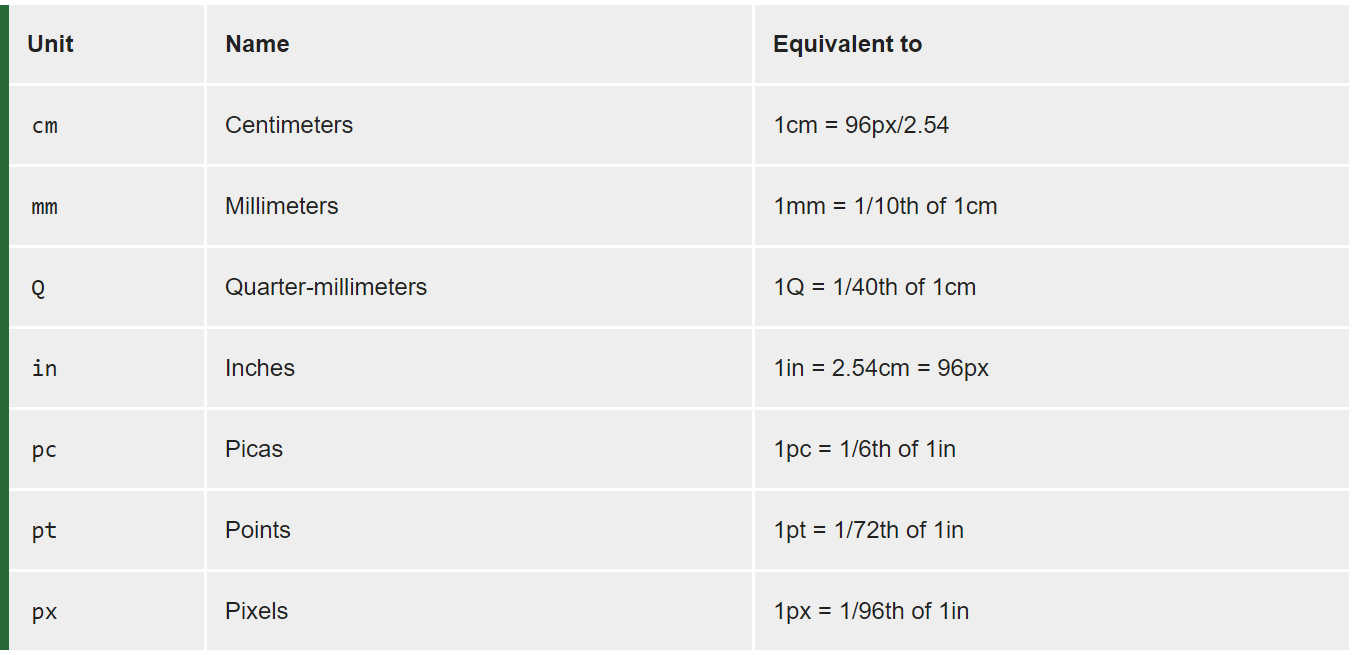 Unit Name Equivalent to
cm Centimeters 1cm = 96px/2.54
mm Millimeters 1mm = 1/10th of 1cm
Q Quarter-millimeters 1Q = 1/40th of 1cm
in Inches 1in = 2.54cm = 96px
pc Picas 1pc = 1/6th of 1in
pt Points 1pt = 1/72th of 1in
px Pixels 1px = 1/96th of 1in